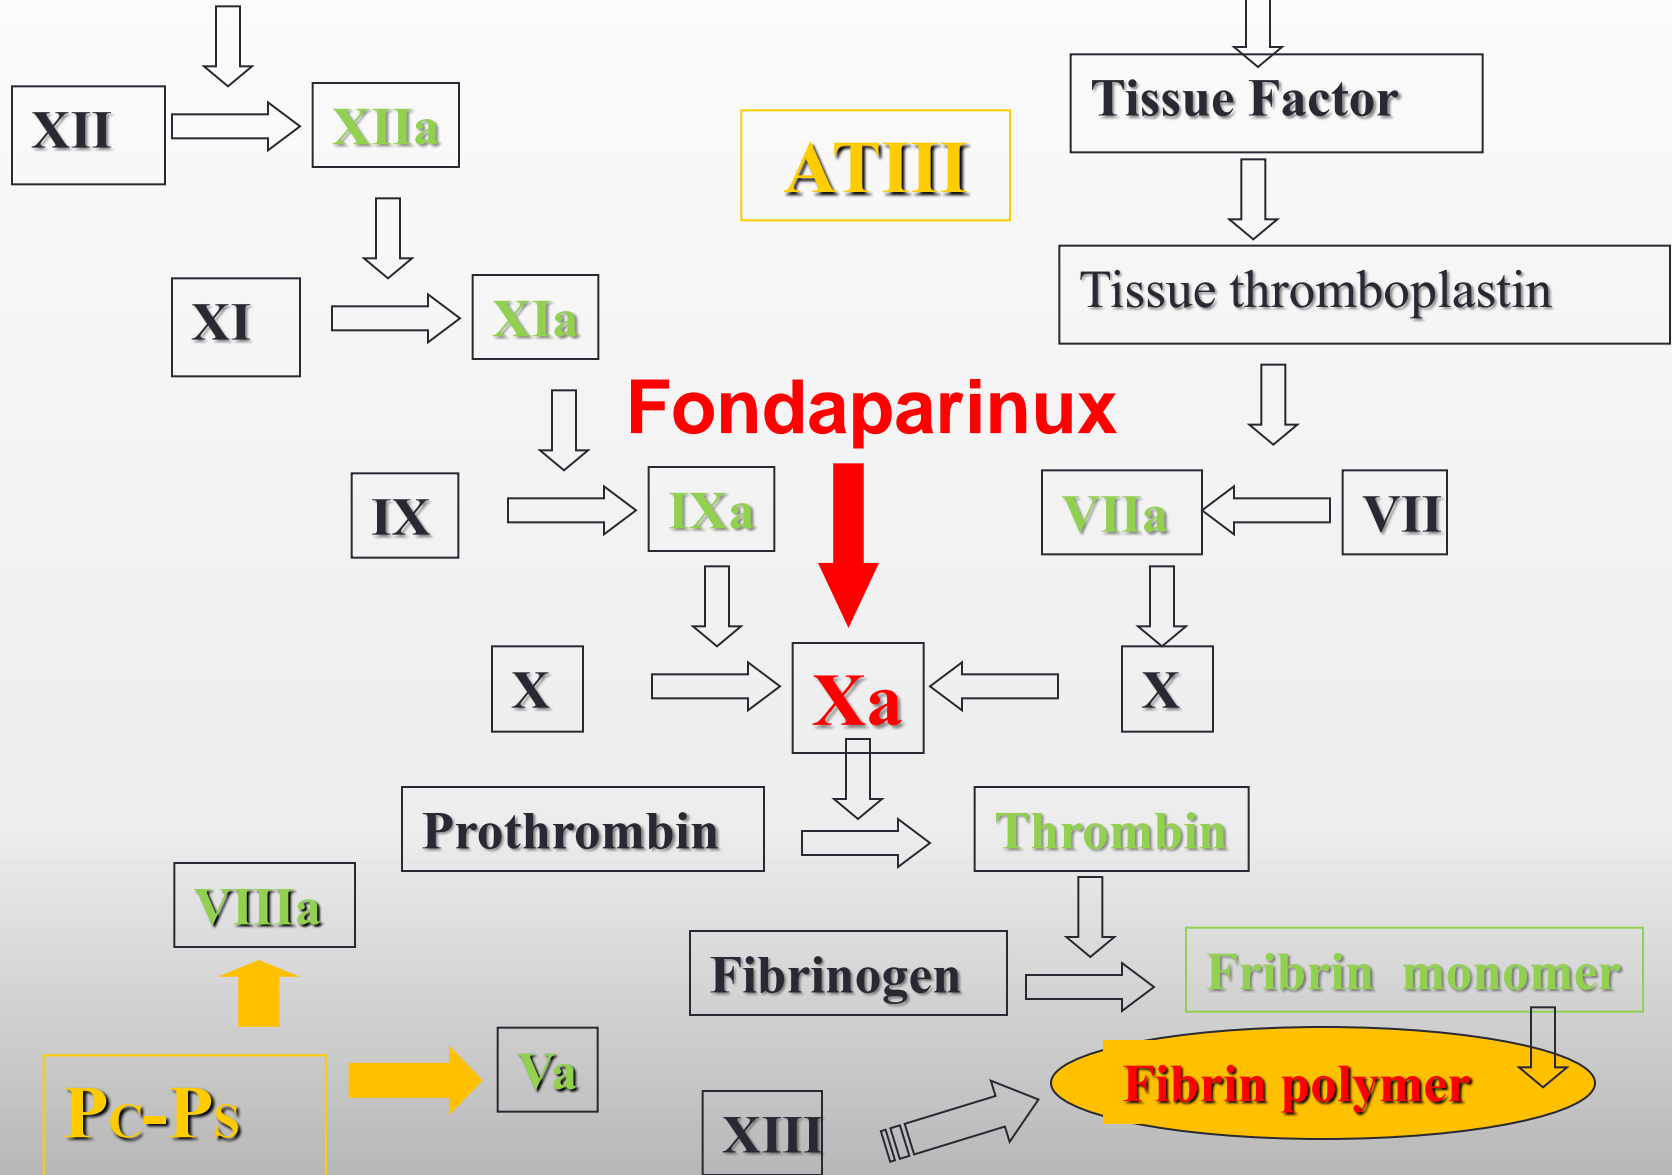 Tissue Factor
XII
XIIa
ATIII
Tissue thromboplastin
XI
XIa
Fondaparinux
IX
IXa
VIIa
VII
X
Xa
X
Prothrombin
Thrombin
VIIIa
Fibrinogen
Fribrin monomer
Va
Fibrin polymer
Pc-Ps
XIII